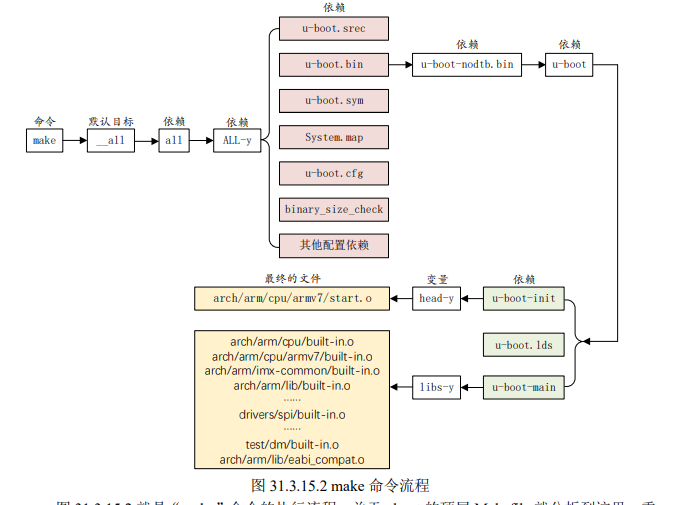 依赖
u-boot.srec
依赖
依赖
u-boot.bin
u-boot-nodtb.bin
u-boot
u-boot.sym
命令
默认目标
依赖
依赖
make
__all
all
ALL-y
System.map
u-boot.cfg
binary_size_check
其他配置依赖
最终的文件
变量
依赖
arch/arm/cpu/armv7/start.o
head-y
u-boot-init
u-boot.lds
libs-y
u-boot-main
arch/arm/cpu/built-in.o
arch/arm/cpu/armv7/built-in.o
arch/arm/imx-common/built-in.o
arch/arm/lib/built-in.o
……
drivers/spi/built-in.o
……
test/dm/built-in.o
arch/arm/lib/eabi_compat.o
图 31.3.15.2 make 命令流程